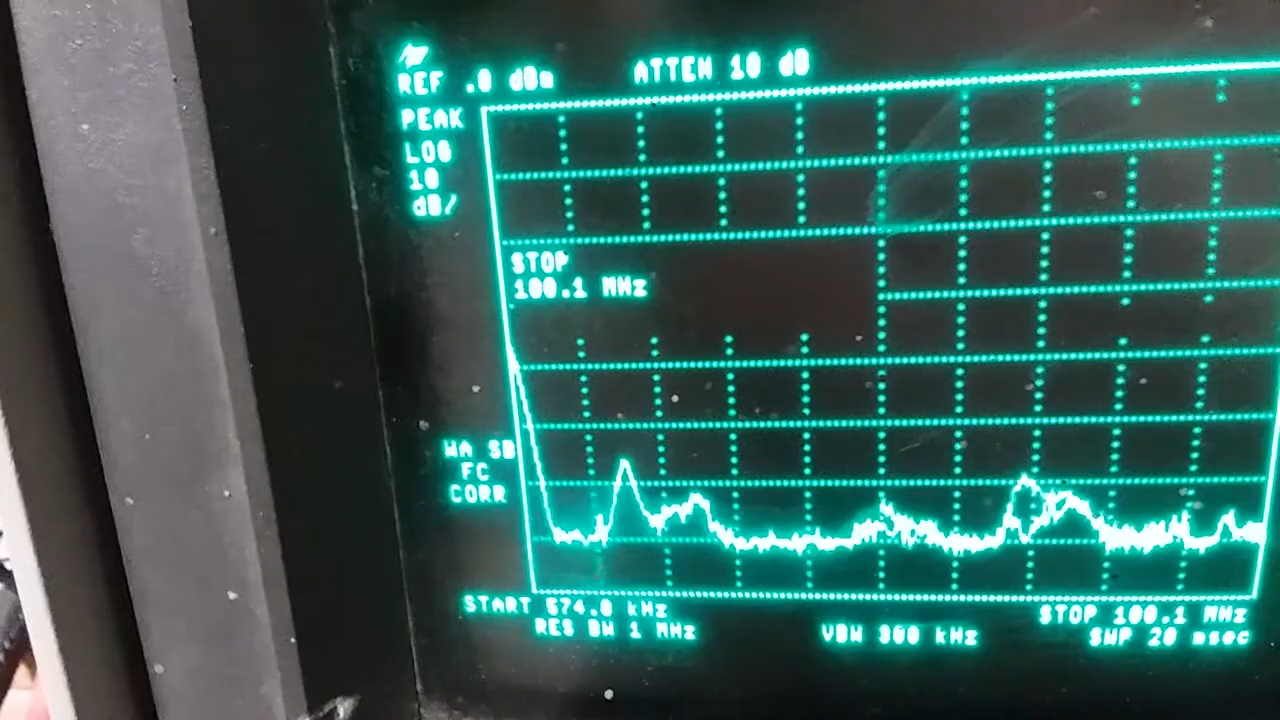 REF .0 dBm
ATTEN 10 dB
PEAK
LOG
10
dB/
STOP
100.1 MHz
WA SB
FC
CORR
START 574.0 kHz
STOP 100.1 MHz
RES BW 1 MHz
VBW 300 kHz
SWP 20 msec